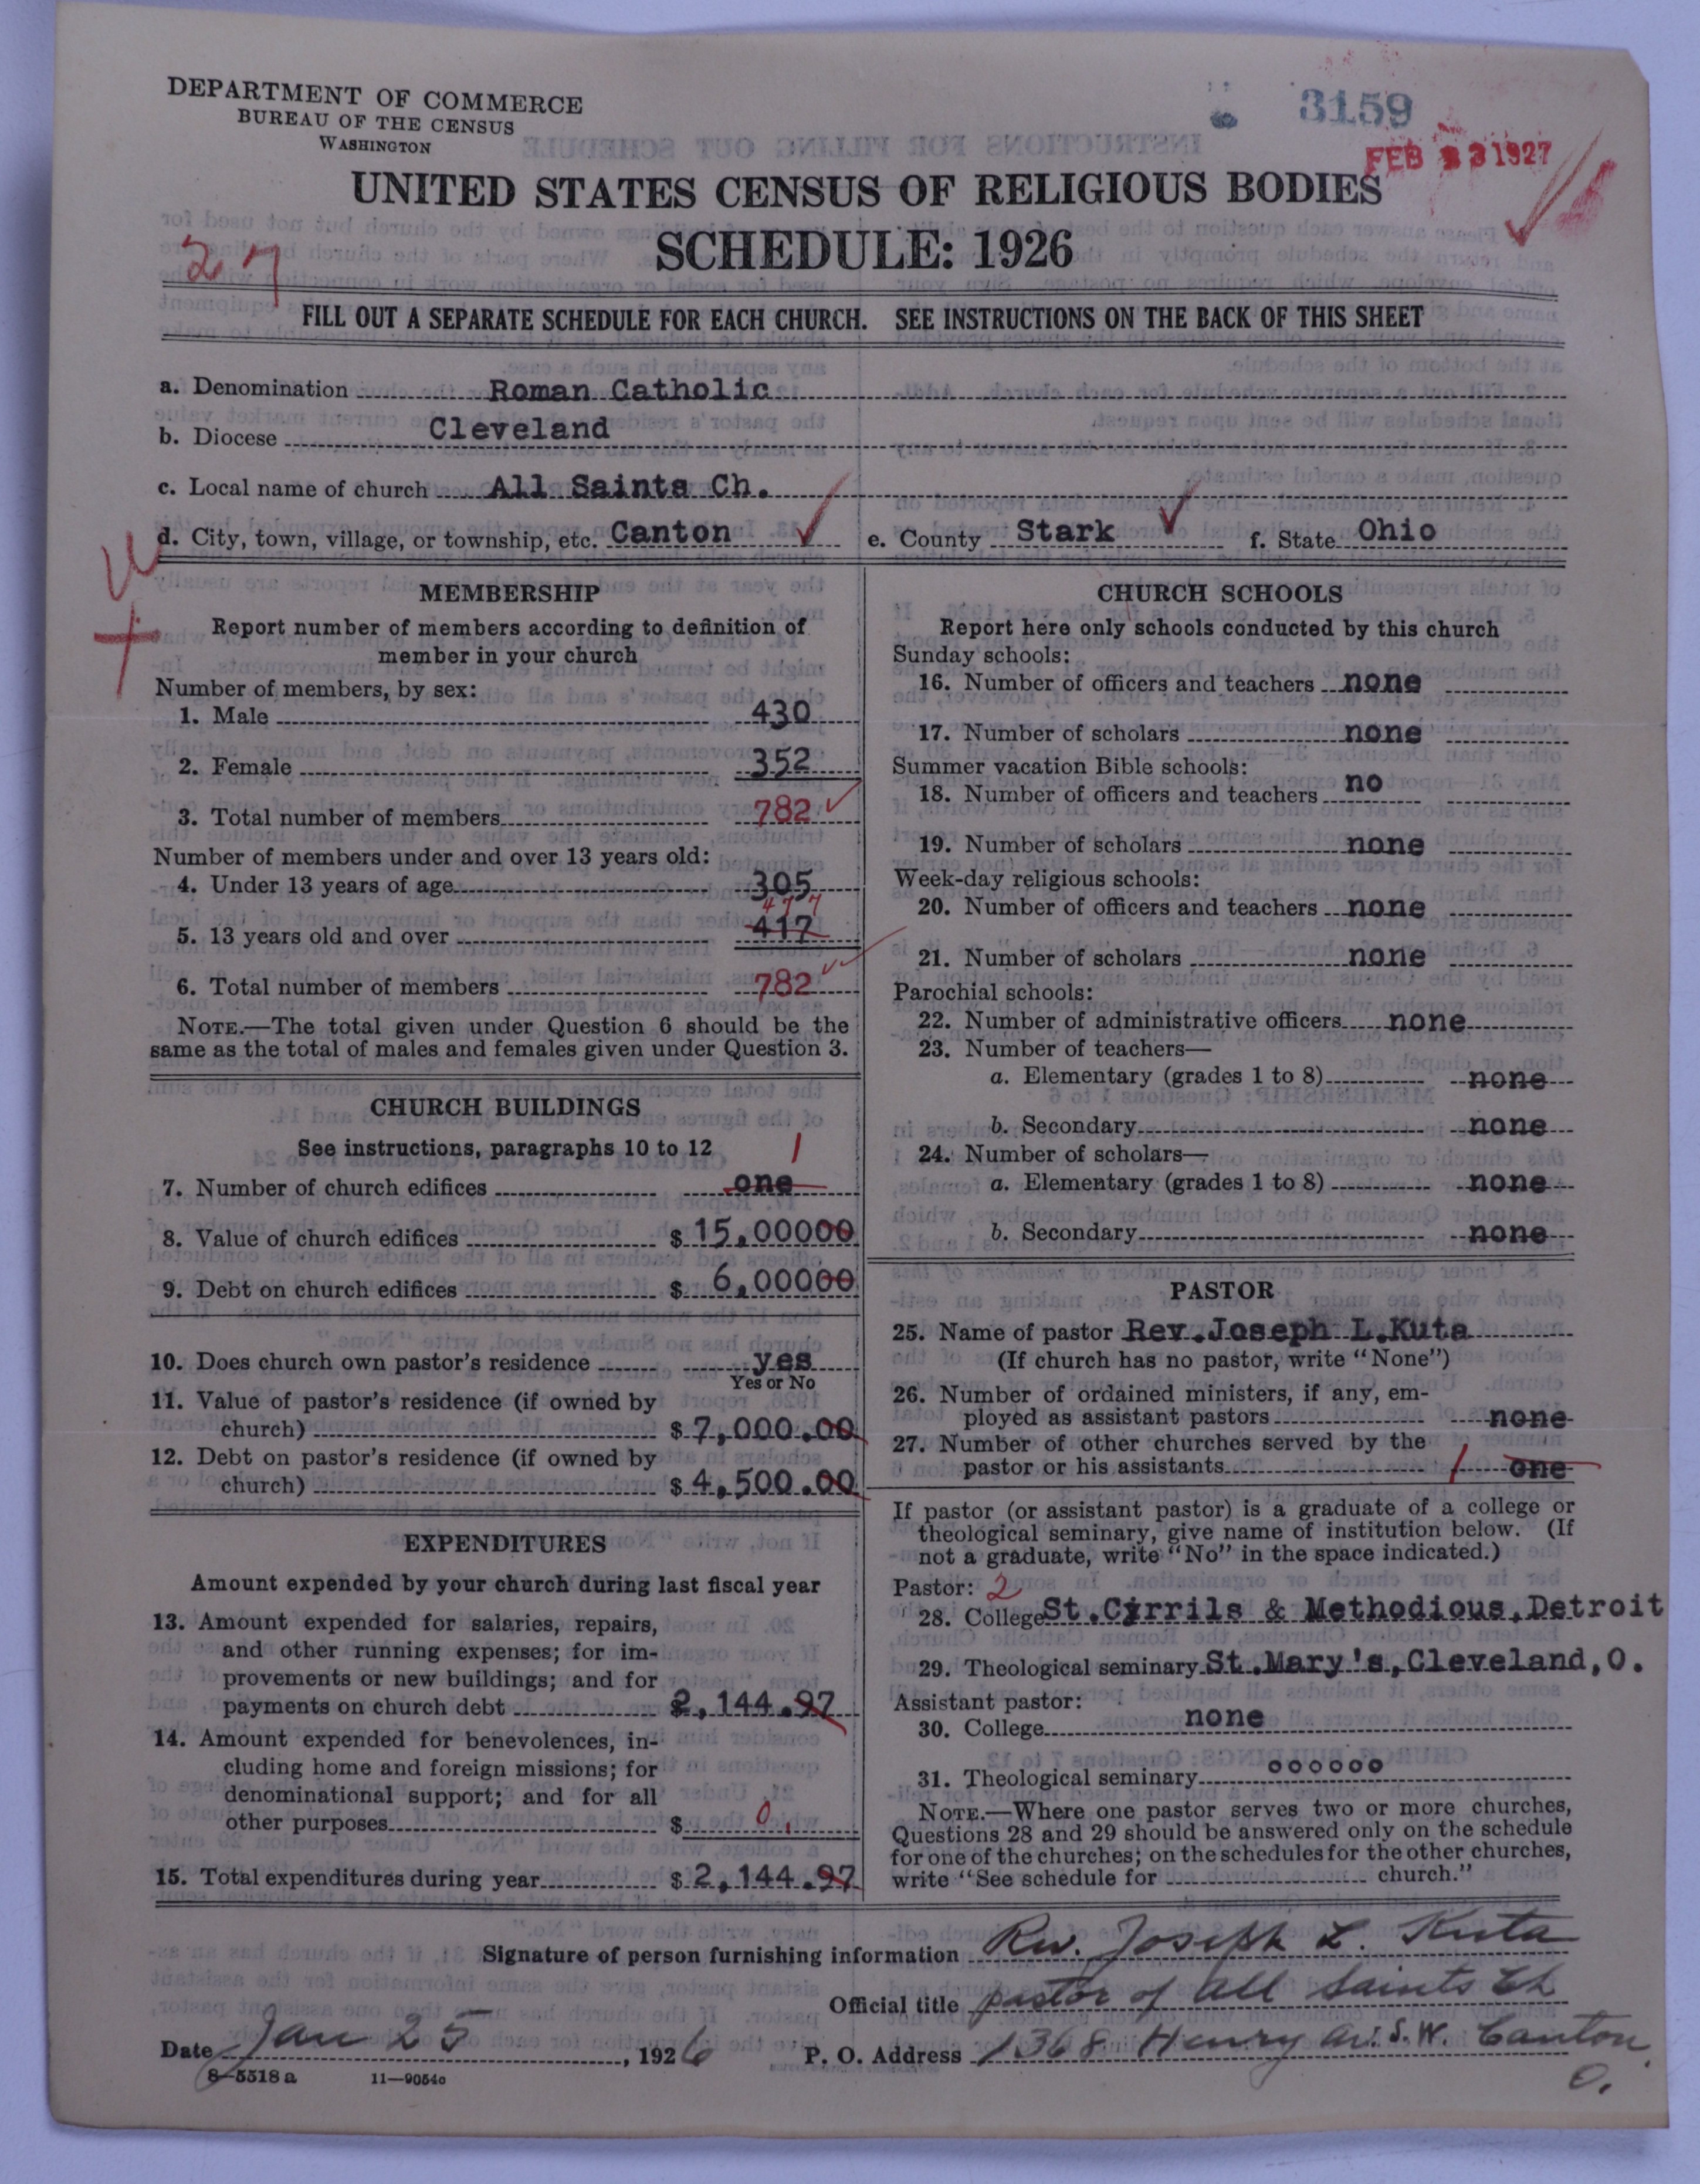 DEPARTMENT OF COMMERCE
BUREAU OF THE CENSUS
WASHINGTON
3159
FEB 23 1927
UNITED STATES CENSUS OF RELIGIOUS BODIES
SCHEDULE: 1926
27
FILL OUT A SEPARATE SCHEDULE FOR EACH CHURCH. SEE INSTRUCTIONS ON THE BACK OF THIS SHEET
a. Denomination Roman Catholic
b. Diocese Cleveland
c. Local name of church All Saints Ch.
d. City, town, village, or township, etc. Canton e. County Stark f. State Ohio
MEMBERSHIP
Report number of members according to definition of
member in your church
Number of members, by sex:
1. Male 430
2. Female 352
3. Total number of members 782
Number of members under and over 13 years old:
4. Under 13 years of age 305
477
5. 13 years old and over 417
6. Total number of members 782
NOTE.—The total given under Question 6 should be the
same as the total of males and females given under Question 3.
CHURCH BUILDINGS
See instructions, paragraphs 10 to 12 1
7. Number of church edifices one
8. Value of church edifices $ 15,00000
9. Debt on church edifices $ 6,00000
10. Does church own pastor's residence yes
Yes or No
11. Value of pastor's residence (if owned by
church) $ 7,000.00
12. Debt on pastor's residence (if owned by
church) $ 4,500.00
EXPENDITURES
Amount expended by your church during last fiscal year
13. Amount expended for salaries, repairs,
and other running expenses; for im-
provements or new buildings; and for
payments on church debt $ 2,144.97
14. Amount expended for benevolences, in-
cluding home and foreign missions; for
denominational support; and for all
other purposes $ 0
15. Total expenditures during year $ 2,144.97
CHURCH SCHOOLS
Report here only schools conducted by this church
Sunday schools:
16. Number of officers and teachers none
17. Number of scholars none
Summer vacation Bible schools:
18. Number of officers and teachers no
19. Number of scholars none
Week-day religious schools:
20. Number of officers and teachers none
21. Number of scholars none
Parochial schools:
22. Number of administrative officers none
23. Number of teachers—
a. Elementary (grades 1 to 8) none
b. Secondary none
24. Number of scholars—
a. Elementary (grades 1 to 8) none
b. Secondary none
PASTOR
25. Name of pastor Rev.Joseph L.Kuta
(If church has no pastor, write "None")
26. Number of ordained ministers, if any, em-
ployed as assistant pastors none
27. Number of other churches served by the
pastor or his assistants 1 one
If pastor (or assistant pastor) is a graduate of a college or
theological seminary, give name of institution below. (If
not a graduate, write "No" in the space indicated.)
Pastor: 2
28. College St.Cyrrils & Methodious,Detroit
29. Theological seminary St.Mary's,Cleveland,O.
Assistant pastor:
30. College none
31. Theological seminary oooooo
NOTE.—Where one pastor serves two or more churches,
Questions 28 and 29 should be answered only on the schedule
for one of the churches; on the schedules for the other churches,
write "See schedule for church."
Signature of person furnishing information Rev. Joseph L. Kuta
Official title pastor of All Saints Ch
Date Jan 25, 1926 P. O. Address 1368 Henry Av. S.W. Canton,
O.
8—5518a 11—9054c